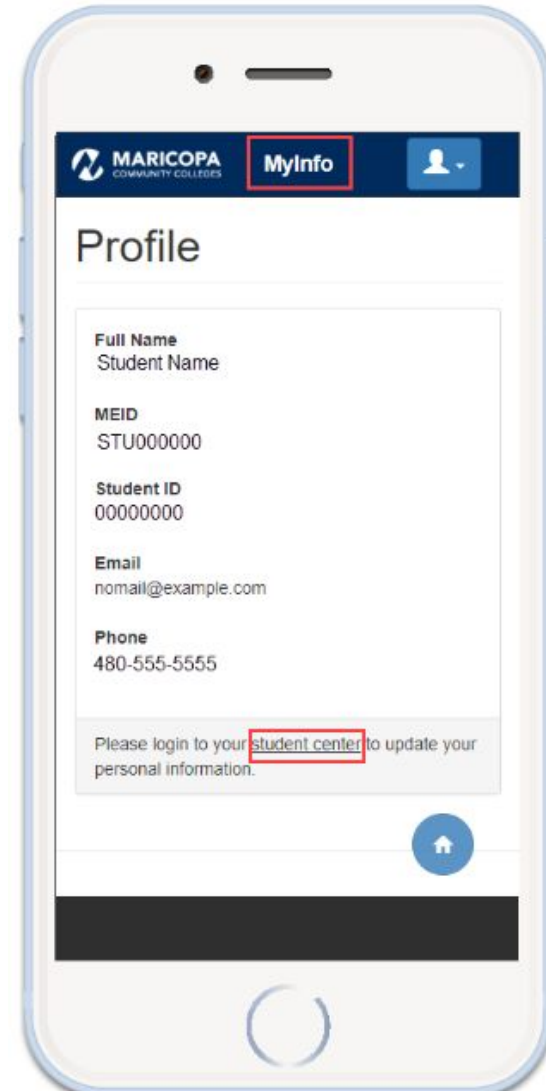 MARICOPA
COMMUNITY COLLEGES
MyInfo
Profile
Full Name
Student Name
MEID
STU000000
Student ID
00000000
Email
nomail@example.com
Phone
480-555-5555
Please login to your student center to update your
personal information.